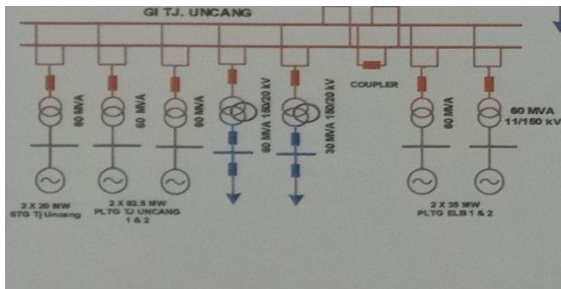 GI TJ. UNCANG
COUPLER
60 MVA
60 MVA
60 MVA
60 MVA 150/20 kV
30 MVA 150/20 kV
60 MVA
60 MVA
11/150 kV
2 X 20 MW
STG Tj Uncang
2 X 63.5 MW
PLTG TJ UNCANG
1 & 2
2 X 35 MW
PLTG ELB 1 & 2